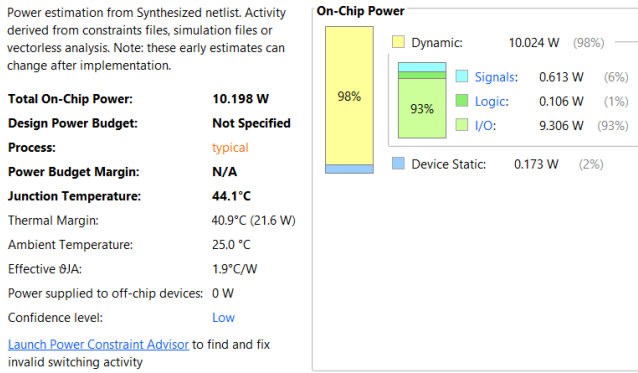 Power estimation from Synthesized netlist. Activity
derived from constraints files, simulation files or
vectorless analysis. Note: these early estimates can
change after implementation.
Total On-Chip Power: 10.198 W
Design Power Budget: Not Specified
Process: typical
Power Budget Margin: N/A
Junction Temperature: 44.1°C
Thermal Margin: 40.9°C (21.6 W)
Ambient Temperature: 25.0 °C
Effective ϑJA: 1.9°C/W
Power supplied to off-chip devices: 0 W
Confidence level: Low
Launch Power Constraint Advisor to find and fix
invalid switching activity
On-Chip Power
98%
Dynamic: 10.024 W (98%)
93%
Signals: 0.613 W (6%)
Logic: 0.106 W (1%)
I/O: 9.306 W (93%)
Device Static: 0.173 W (2%)